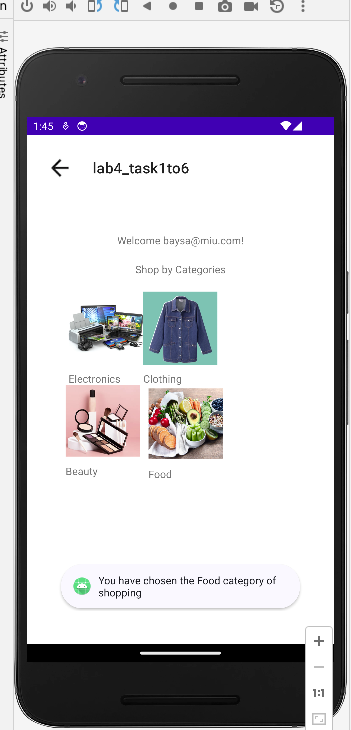 n
Attributes
1:45
lab4_task1to6
Welcome baysa@miu.com!
Shop by Categories
Electronics Clothing
Beauty
Food
You have chosen the Food category of
shopping
1:1